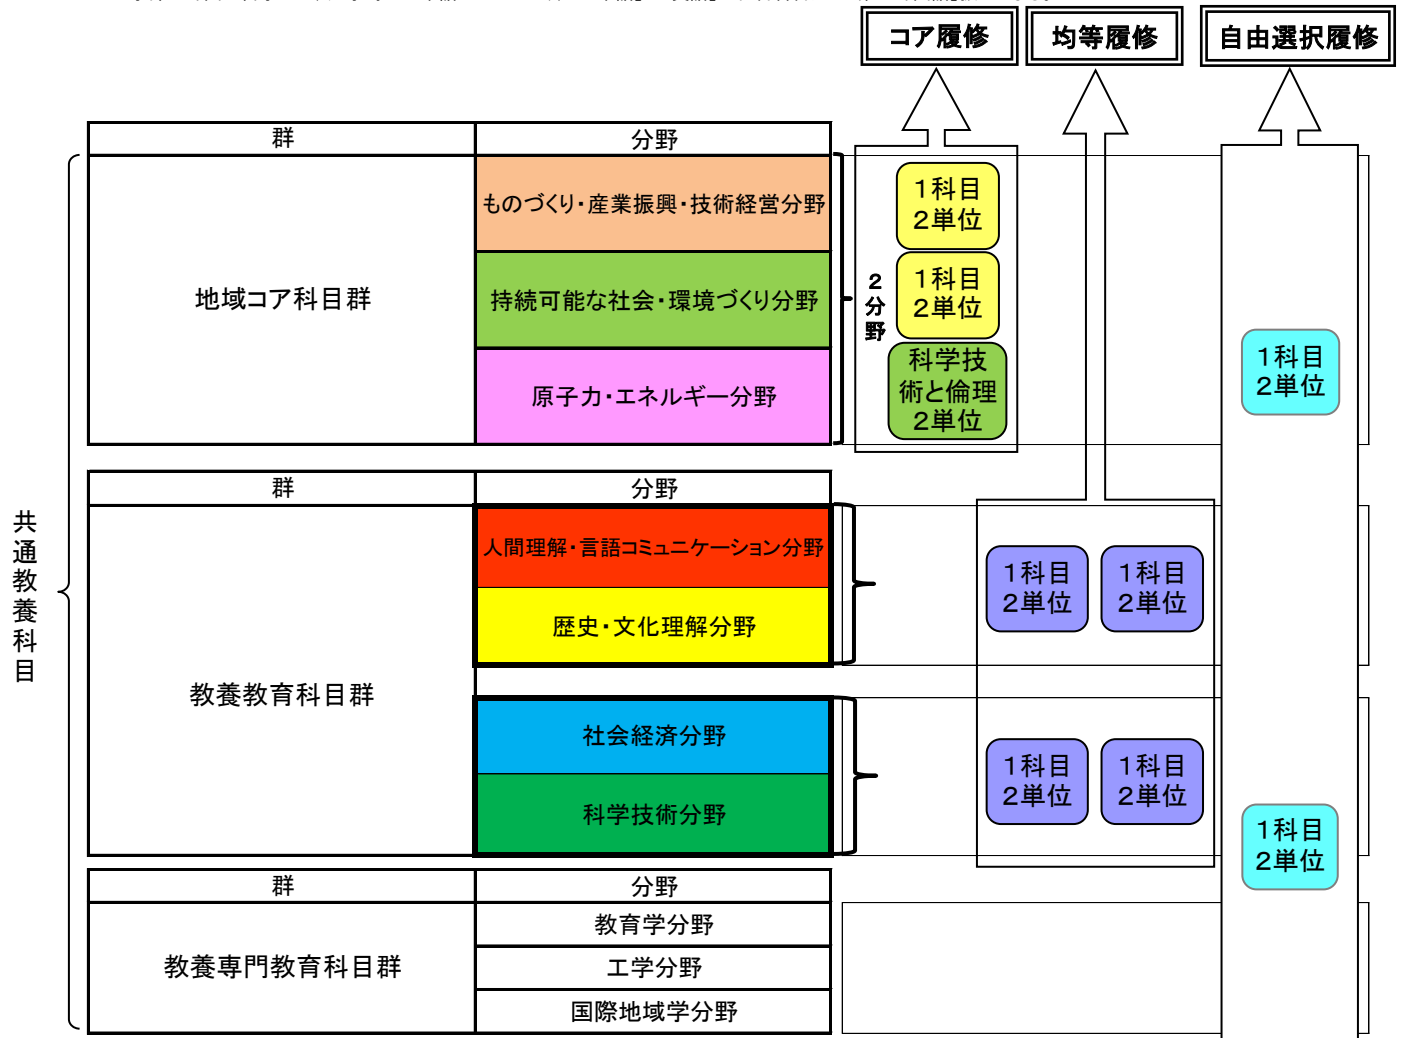 コア履修
均等履修
自由選択履修
群
分野
地域コア科目群
ものづくり・産業振興・技術経営分野
持続可能な社会・環境づくり分野
原子力・エネルギー分野
2
分
野
1科目
2単位
1科目
2単位
科学技
術と倫理
2単位
1科目
2単位
共
通
教
養
科
目
群
分野
教養教育科目群
人間理解・言語コミュニケーション分野
歴史・文化理解分野
社会経済分野
科学技術分野
1科目
2単位
1科目
2単位
1科目
2単位
1科目
2単位
1科目
2単位
群
分野
教養専門教育科目群
教育学分野
工学分野
国際地域学分野